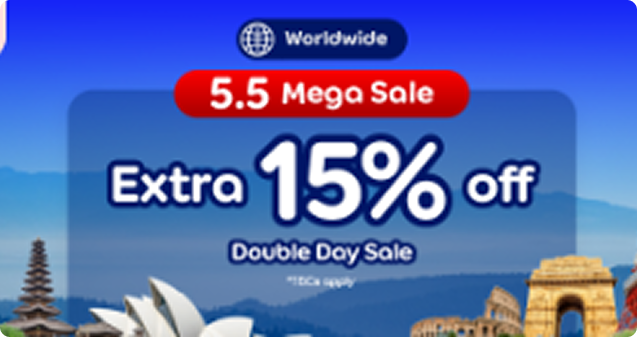 Worldwide
5.5 Mega Sale
Extra 15% off
Double Day Sale
*T&Cs apply